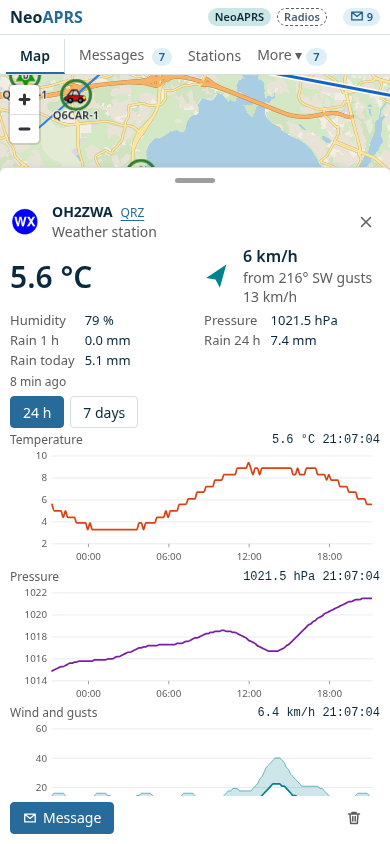 NeoAPRS
NeoAPRS
Radios
9
Map
Messages 7
Stations
More ▾ 7
+
−
Q6CAR-1
OH2ZWA QRZ
Weather station
5.6 °C
6 km/h
from 216° SW gusts
13 km/h
Humidity 79 %
Pressure 1021.5 hPa
Rain 1 h 0.0 mm
Rain 24 h 7.4 mm
Rain today 5.1 mm
8 min ago
24 h
7 days
Temperature 5.6 °C 21:07:04
10
8
6
4
2
00:00 06:00 12:00 18:00
Pressure 1021.5 hPa 21:07:04
1022
1020
1018
1016
1014
00:00 06:00 12:00 18:00
Wind and gusts 6.4 km/h 21:07:04
60
40
20
Message